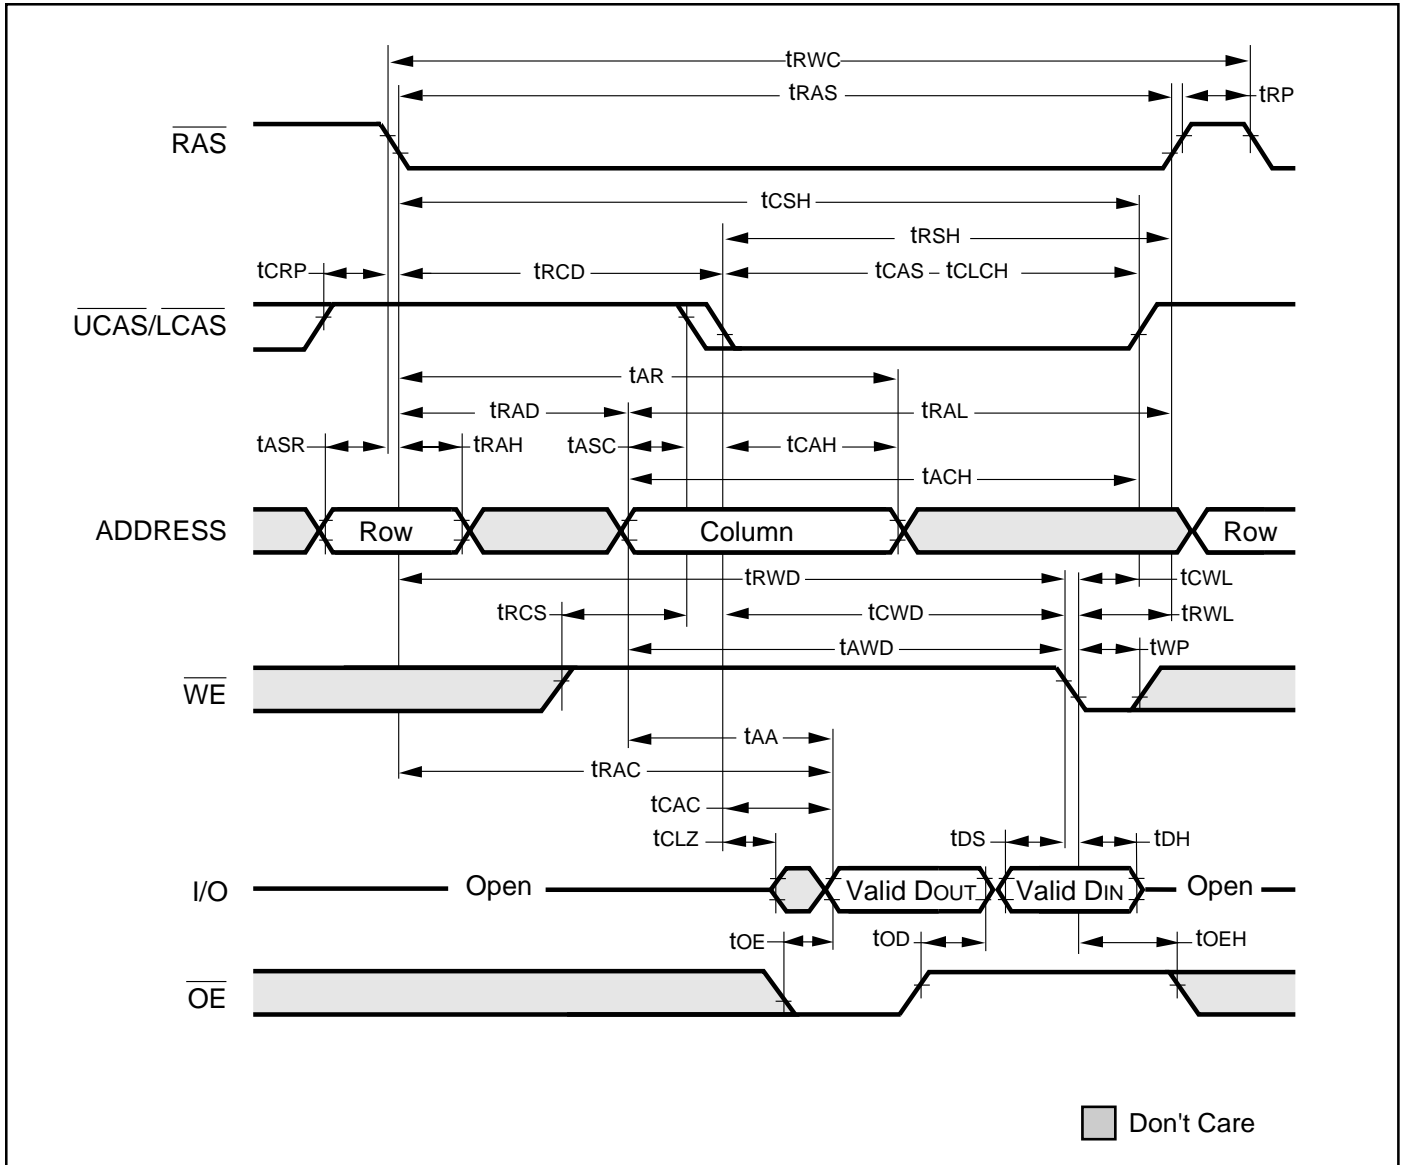 tRWC
tRAS
tRP
RAS
tCSH
tRSH
tCRP
tRCD
tCAS – tCLCH
UCAS/LCAS
tAR
tRAD
tRAL
tASR
tRAH
tASC
tCAH
tACH
ADDRESS
Row
Column
Row
tRWD
tCWL
tRCS
tCWD
tRWL
tAWD
tWP
WE
tAA
tRAC
tCAC
tCLZ
tDS
tDH
I/O
Open
Valid DOUT
Valid DIN
Open
tOE
tOD
tOEH
OE
Don't Care